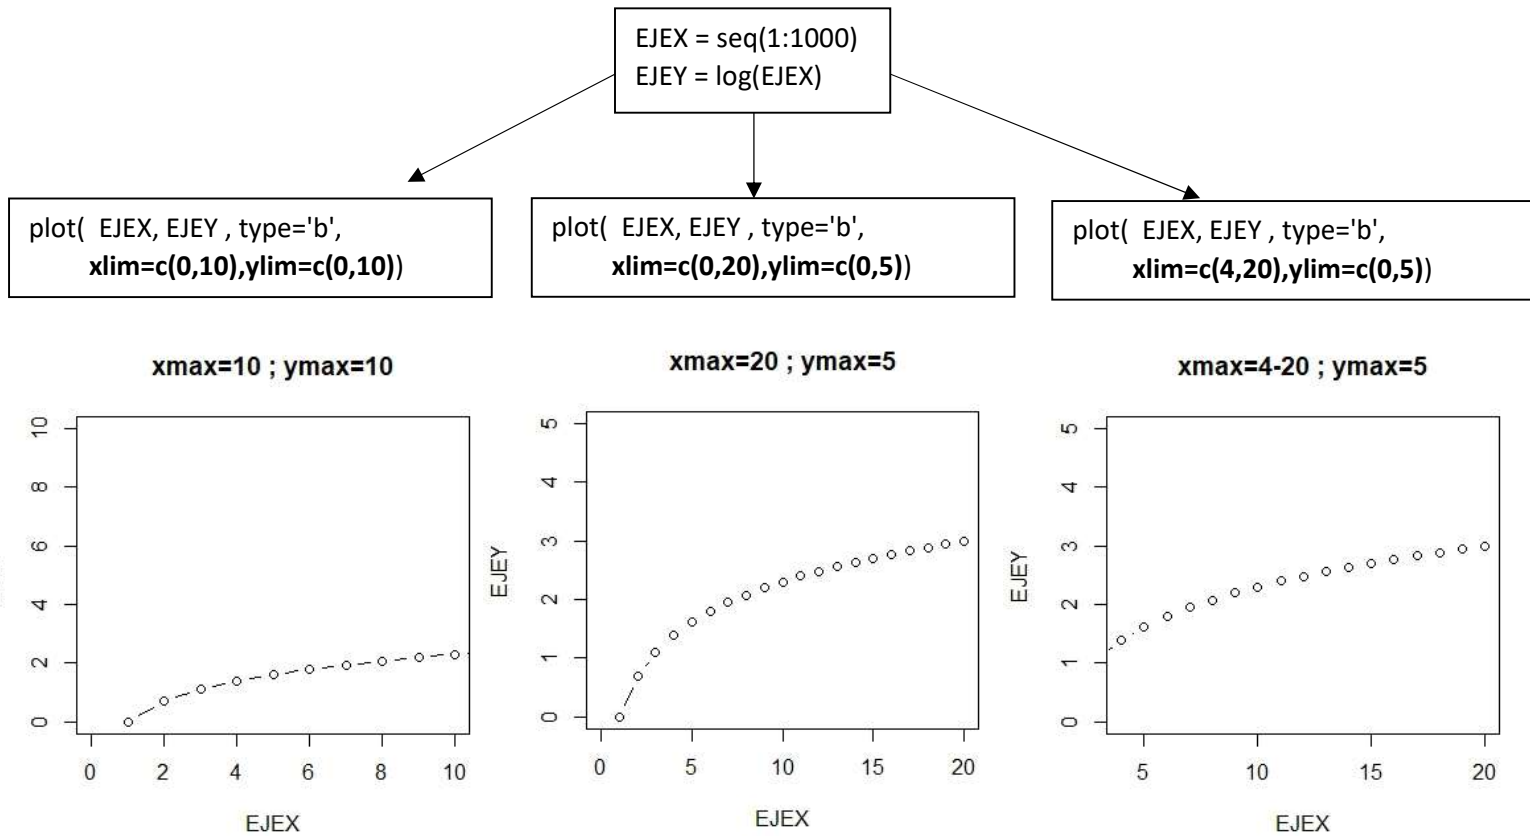 EJEX = seq(1:1000)
EJEY = log(EJEX)
plot( EJEX, EJEY , type='b',
xlim=c(0,10),ylim=c(0,10))
plot( EJEX, EJEY , type='b',
xlim=c(0,20),ylim=c(0,5))
plot( EJEX, EJEY , type='b',
xlim=c(4,20),ylim=c(0,5))
xmax=10 ; ymax=10
10
8
6
4
2
0
0 2 4 6 8 10
EJEX
xmax=20 ; ymax=5
EJEY
5
4
3
2
1
0
0 5 10 15 20
EJEX
xmax=4-20 ; ymax=5
EJEY
5
4
3
2
1
0
5 10 15 20
EJEX